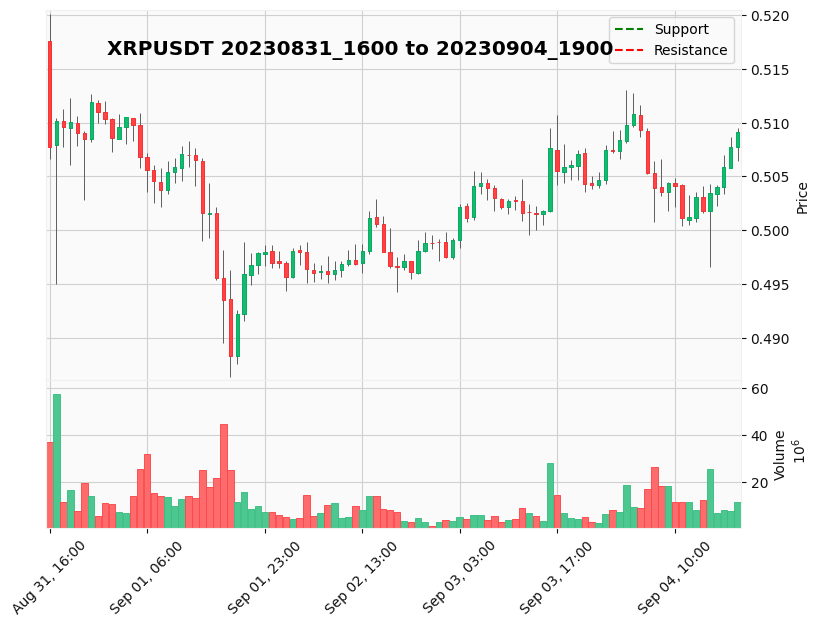 XRPUSDT 20230831_1600 to 20230904_1900
Support
Resistance
0.520
0.515
0.510
0.505
0.500
0.495
0.490
Price
60
40
20
Volume
10^6
Aug 31, 16:00
Sep 01, 06:00
Sep 01, 23:00
Sep 02, 13:00
Sep 03, 03:00
Sep 03, 17:00
Sep 04, 10:00